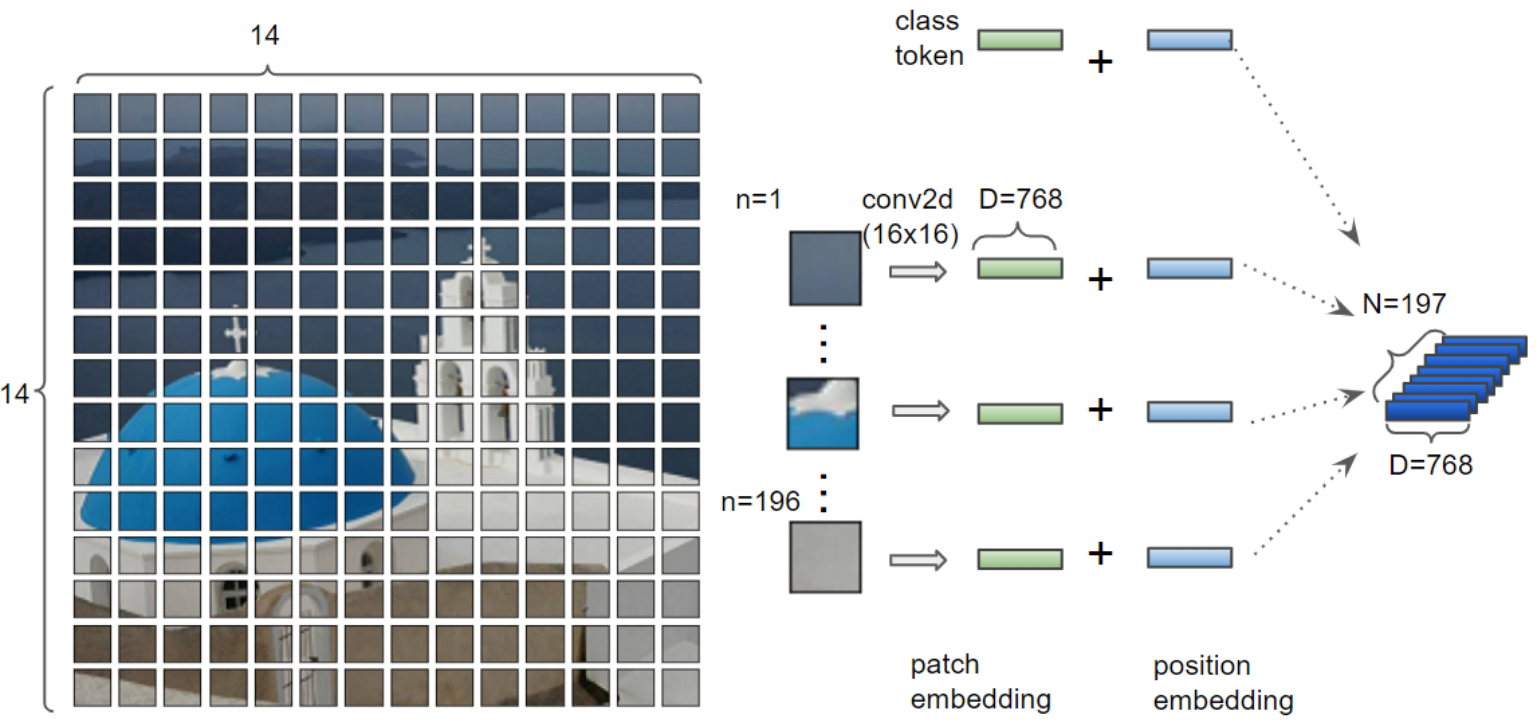 14
14
class
token
n=1
conv2d
(16x16)
D=768
+
+
N=197
+
D=768
n=196
+
patch
embedding
position
embedding